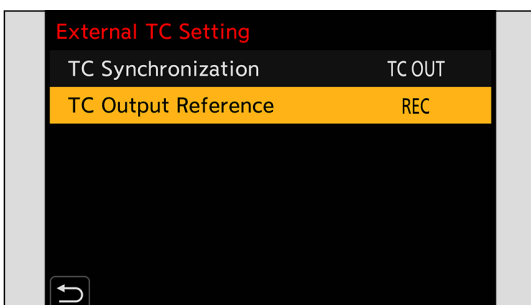 External TC Setting
TC Synchronization TC OUT
TC Output Reference REC